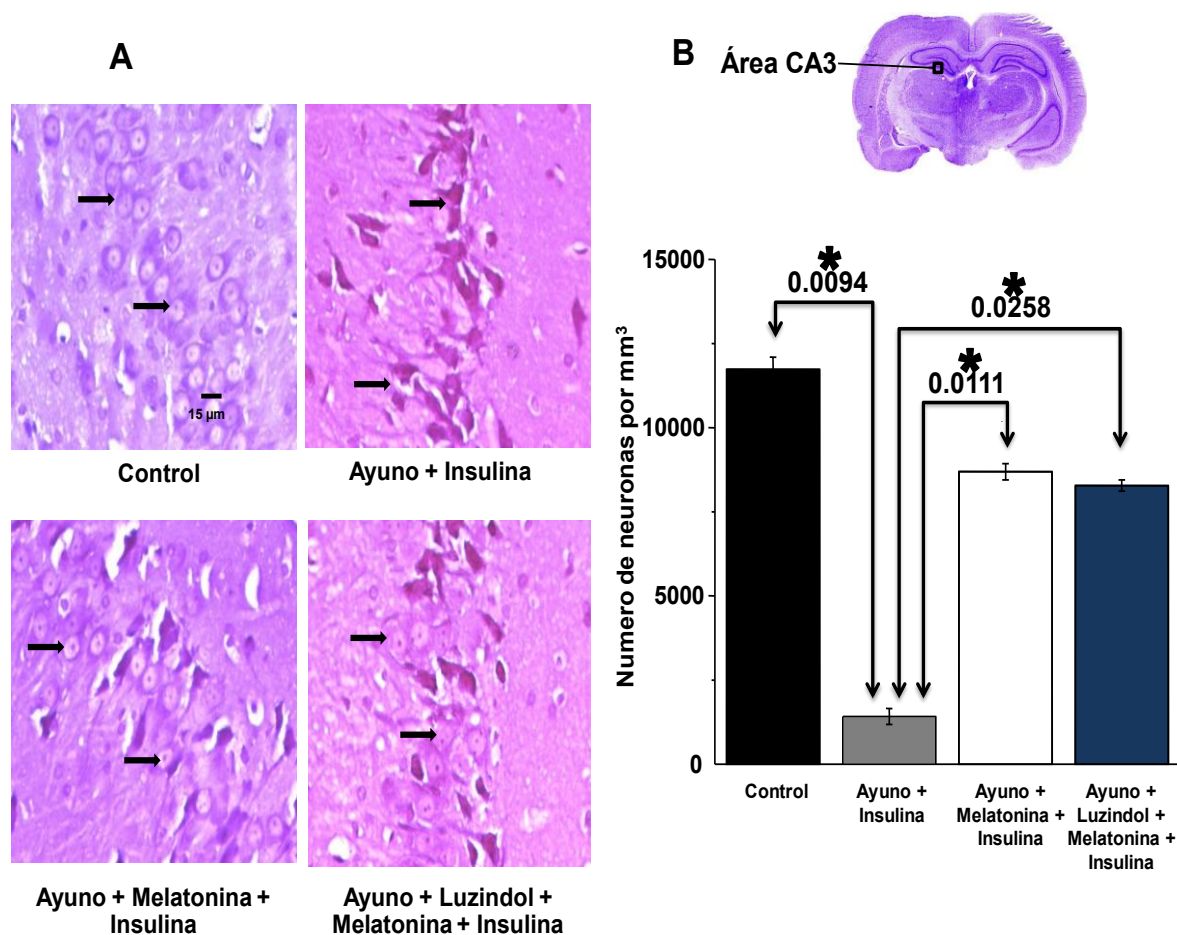 A
Control
15 µm
Ayuno + Insulina
Ayuno + Melatonina +
Insulina
Ayuno + Luzindol +
Melatonina + Insulina
B
Área CA3
Numero de neuronas por mm³
15000
10000
5000
0
*
0.0094
*
0.0258
*
0.0111
Control
Ayuno +
Insulina
Ayuno +
Melatonina +
Insulina
Ayuno +
Luzindol +
Melatonina +
Insulina